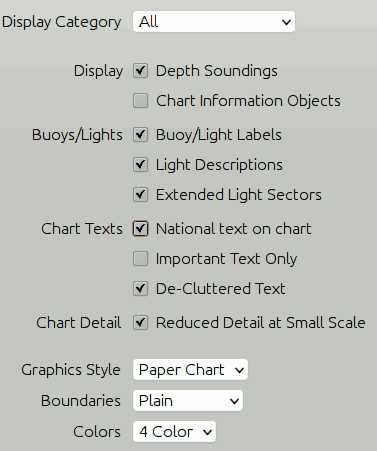 Display Category All
Display Depth Soundings
Chart Information Objects
Buoys/Lights Buoy/Light Labels
Light Descriptions
Extended Light Sectors
Chart Texts National text on chart
Important Text Only
De-Cluttered Text
Chart Detail Reduced Detail at Small Scale
Graphics Style Paper Chart
Boundaries Plain
Colors 4 Color